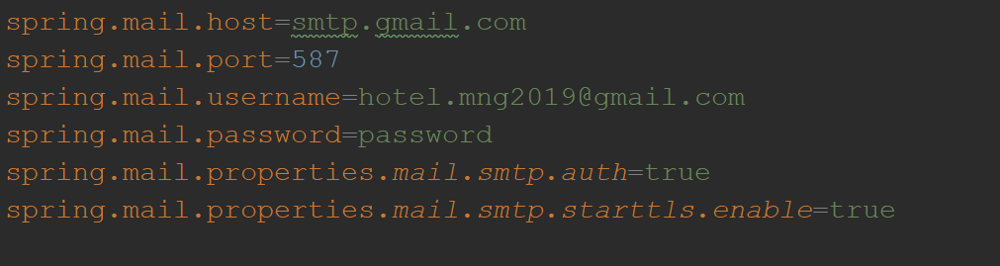 spring.mail.host=smtp.gmail.com
spring.mail.port=587
spring.mail.username=hotel.mng2019@gmail.com
spring.mail.password=password
spring.mail.properties.mail.smtp.auth=true
spring.mail.properties.mail.smtp.starttls.enable=true